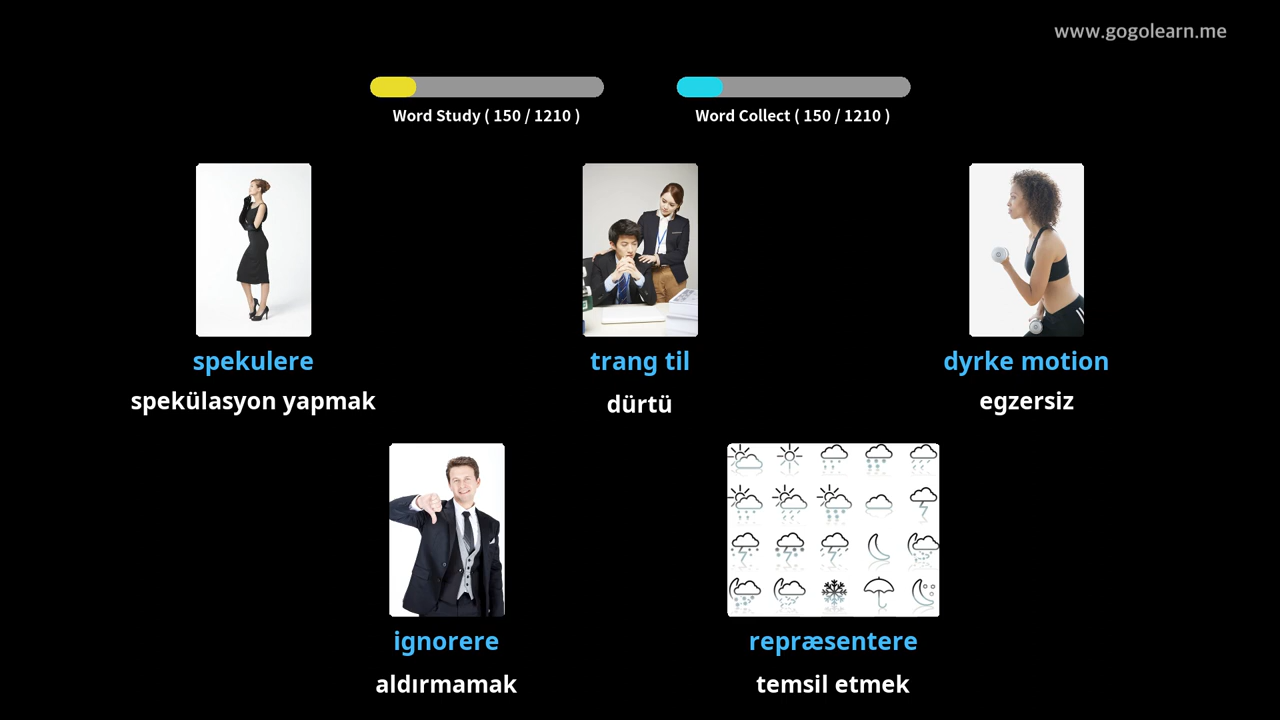 www.gogolearn.me
Word Study ( 150 / 1210 )
Word Collect ( 150 / 1210 )
spekulere
spekülasyon yapmak
trang til
dürtü
dyrke motion
egzersiz
ignorere
aldırmamak
repræsentere
temsil etmek